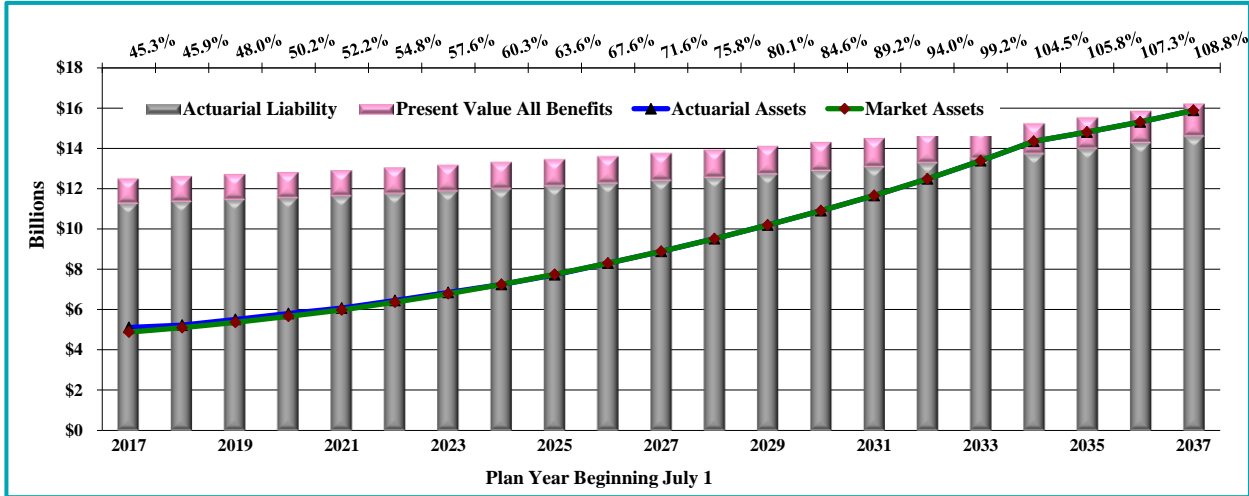 45.3% 45.9% 48.0% 50.2% 52.2% 54.8% 57.6% 60.3% 63.6% 67.6% 71.6% 75.8% 80.1% 84.6% 89.2% 94.0% 99.2% 104.5% 105.8% 107.3% 108.8%
$18
$16
Actuarial Liability Present Value All Benefits Actuarial Assets Market Assets
$14
$12
$10
Billions
$8
$6
$4
$2
$0
2017 2019 2021 2023 2025 2027 2029 2031 2033 2035 2037
Plan Year Beginning July 1